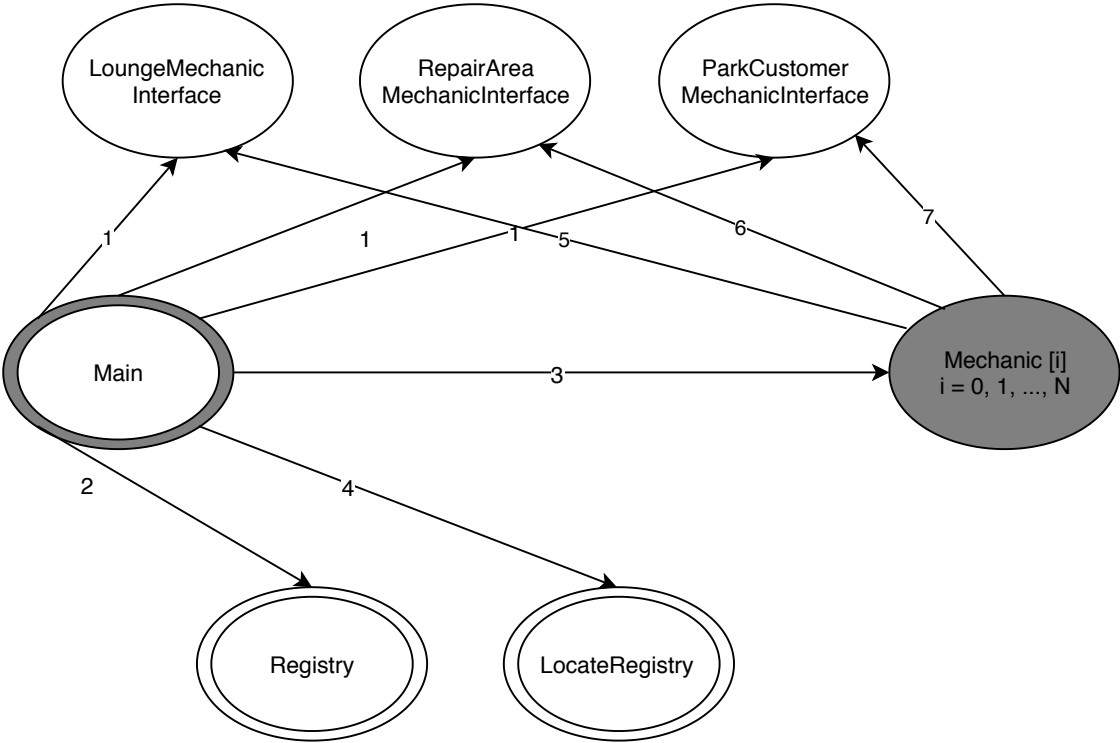 LoungeMechanic
Interface
RepairArea
MechanicInterface
ParkCustomer
MechanicInterface
1
1
1
5
6
7
Main
3
Mechanic [i]
i = 0, 1, ..., N
2
4
Registry
LocateRegistry